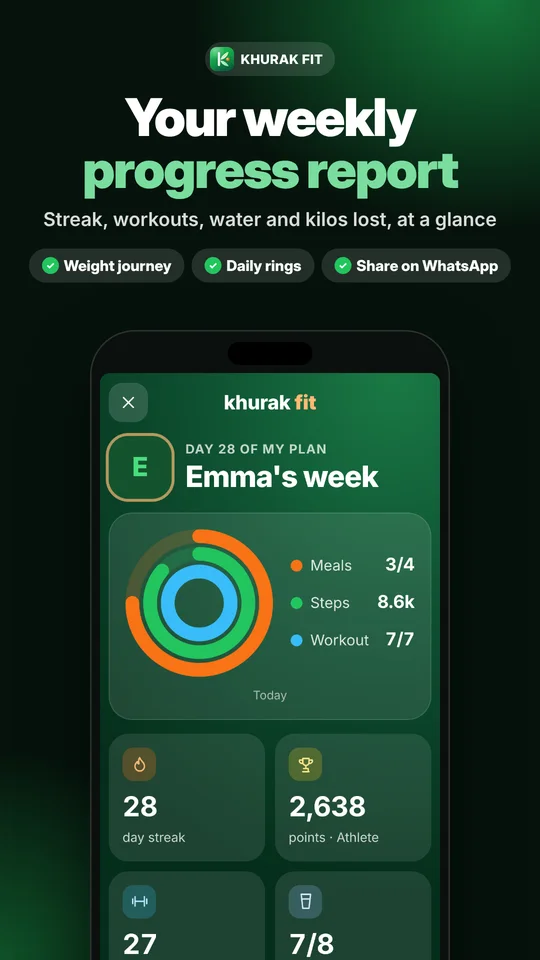 KHURAK FIT
Your weekly
progress report
Streak, workouts, water and kilos lost, at a glance
Weight journey
Daily rings
Share on WhatsApp
khurak fit
E
DAY 28 OF MY PLAN
Emma's week
Meals 3/4
Steps 8.6k
Workout 7/7
Today
28
day streak
2,638
points · Athlete
27
7/8